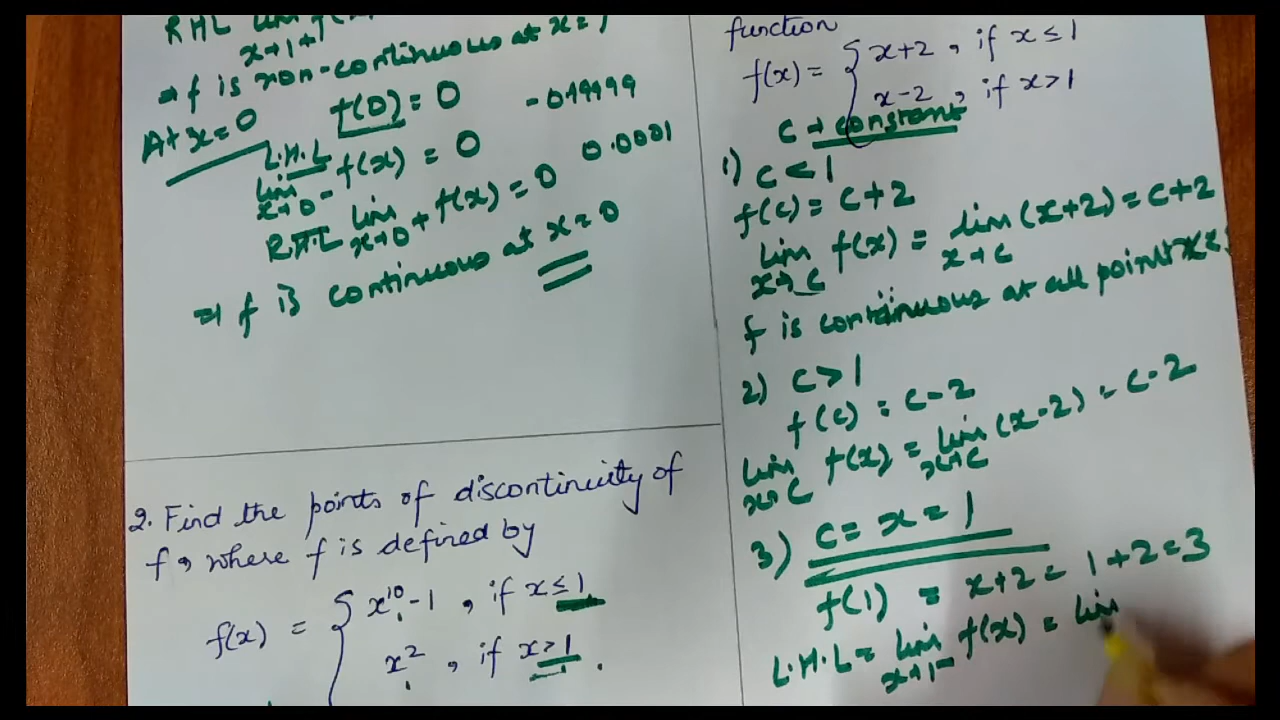 RHL lim
x→1+
⇒ f is non-continuous at x=1
At x=0 f(0) = 0 -0.9999
L.H.L lim x→0- f(x) = 0
R.H.L lim x→0+ f(x) = 0 0.0001
⇒ f is continuous at x=0
2. Find the points of discontinuity of
f, where f is defined by
f(x) = { x¹⁰-1 , if x≤1
x² , if x>1 .
function
f(x) = { x+2 , if x≤1
x-2 , if x>1
c → constant
1) c<1
f(c) = c+2
lim x→c f(x) = lim x→c (x+2) = c+2
f is continuous at all point
2) c>1
f(c) = c-2
lim x→c f(x) = lim x→c (x-2) = c-2
3) c = x = 1
f(1) = x+2 = 1+2=3
L.H.L = lim x→1- f(x) = lim